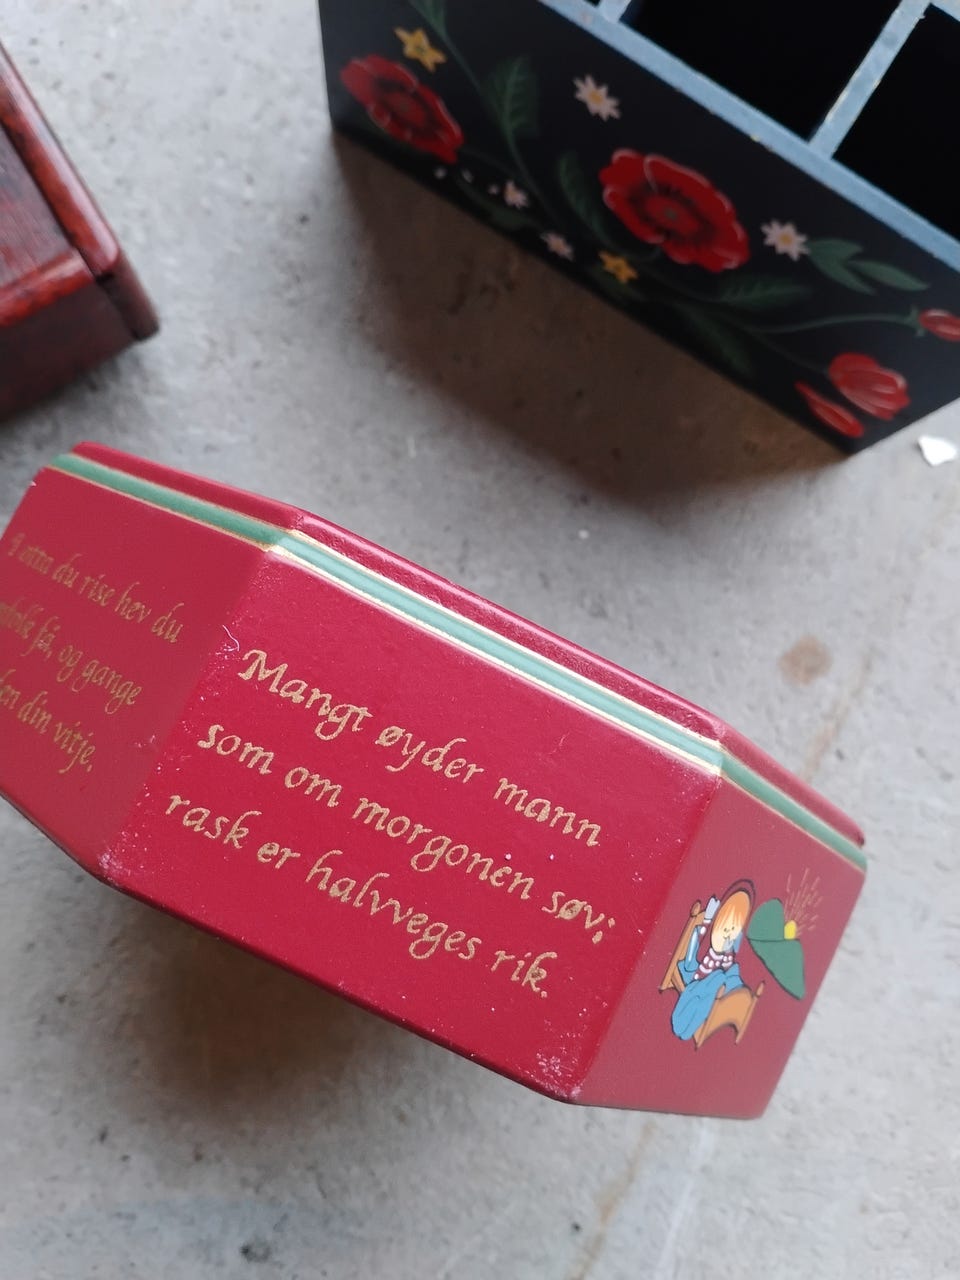 du rise hev du
få, og gange
din vitje.
Mangt øyder mann
som om morgonen søv;
rask er halvveges rik.